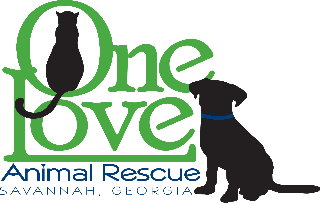 One
Love
Animal Rescue
SAVANNAH, GEORGIA